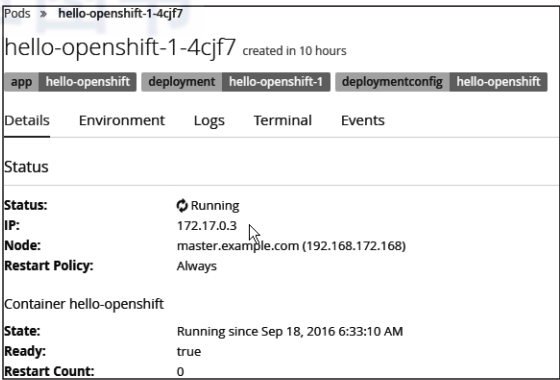 Pods » hello-openshift-1-4cjf7
hello-openshift-1-4cjf7 created in 10 hours
app hello-openshift deployment hello-openshift-1 deploymentconfig hello-openshift
Details Environment Logs Terminal Events
Status
Status: Running
IP: 172.17.0.3
Node: master.example.com (192.168.172.168)
Restart Policy: Always
Container hello-openshift
State: Running since Sep 18, 2016 6:33:10 AM
Ready: true
Restart Count: 0